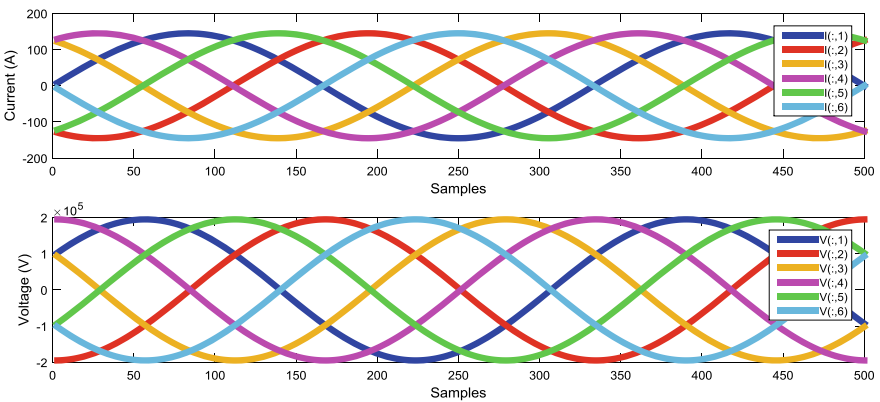 200
100
0
-100
-200
Current (A)
I(:,1)
I(:,2)
I(:,3)
I(:,4)
I(:,5)
I(:,6)
0 50 100 150 200 250 300 350 400 450 500
Samples
× 10⁵
2
1
0
-1
-2
Voltage (V)
V(:,1)
V(:,2)
V(:,3)
V(:,4)
V(:,5)
V(:,6)
0 50 100 150 200 250 300 350 400 450 500
Samples